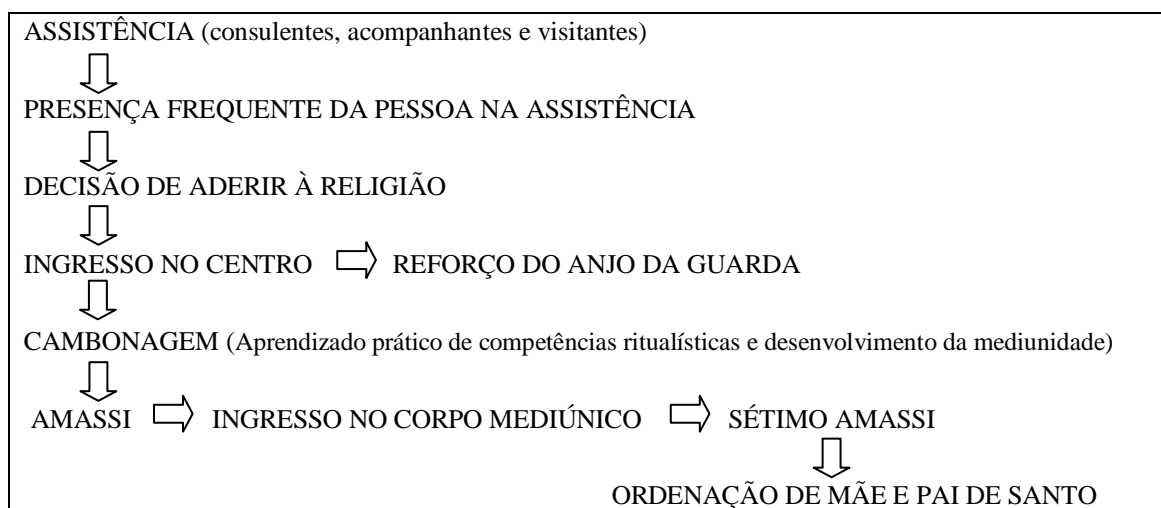 ASSISTÊNCIA (consulentes, acompanhantes e visitantes)
PRESENÇA FREQUENTE DA PESSOA NA ASSISTÊNCIA
DECISÃO DE ADERIR À RELIGIÃO
INGRESSO NO CENTRO REFORÇO DO ANJO DA GUARDA
CAMBONAGEM (Aprendizado prático de competências ritualísticas e desenvolvimento da mediunidade)
AMASSI INGRESSO NO CORPO MEDIÚNICO SÉTIMO AMASSI
ORDENAÇÃO DE MÃE E PAI DE SANTO